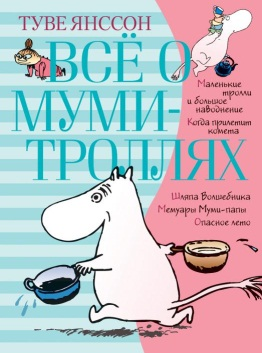 ТУВЕ ЯНССОН
ВСЁ О
МУМИ-
ТРОЛЛЯХ
Маленькие
тролли
и большое
наводнение
Когда прилетит
комета
Шляпа Волшебника
Мемуары Муми-папы
Опасное лето